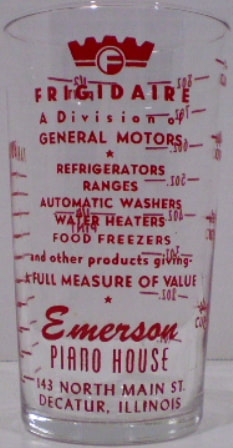 FRIGIDAIRE
A Division of
GENERAL MOTORS
REFRIGERATORS
RANGES
AUTOMATIC WASHERS
WATER HEATERS
FOOD FREEZERS
and other products giving-
A FULL MEASURE OF VALUE
Emerson
PIANO HOUSE
143 NORTH MAIN ST.
DECATUR, ILLINOIS